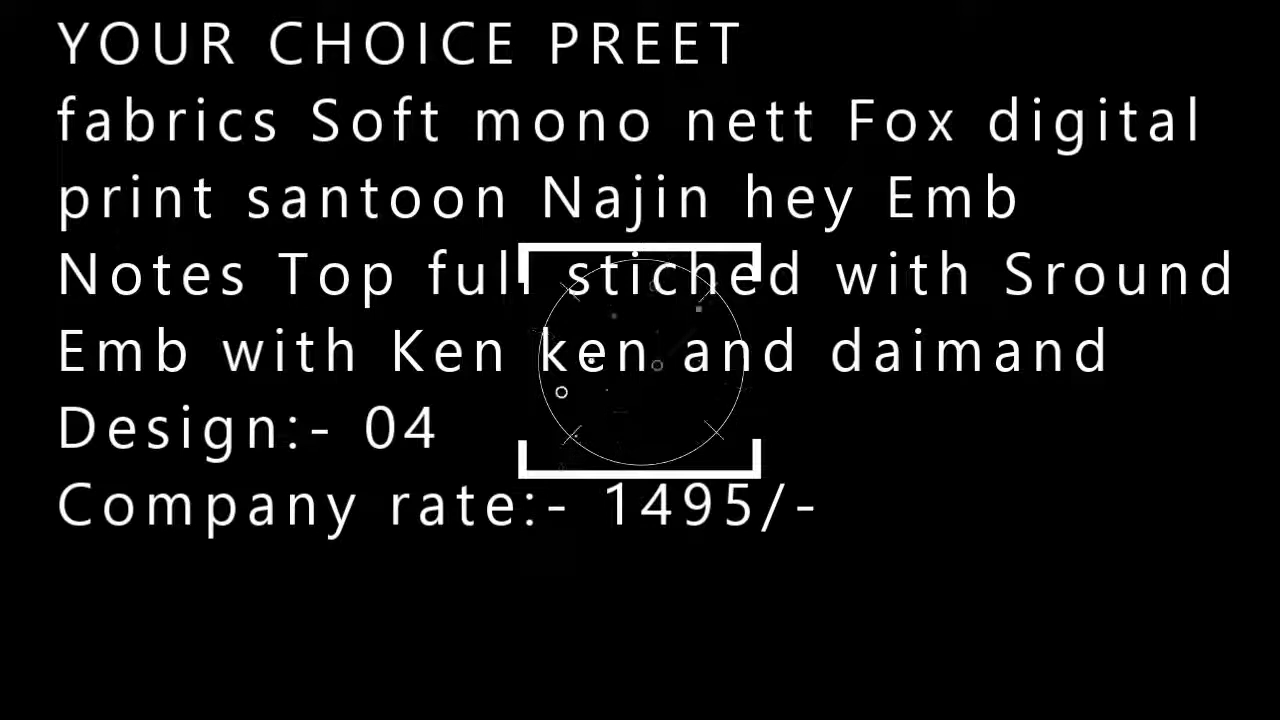 YOUR CHOICE PREET
fabrics Soft mono nett Fox digital
print santoon Najin hey Emb
Notes Top full stiched with Sround
Emb with Ken ken and daimand
Design:- 04
Company rate:- 1495/-